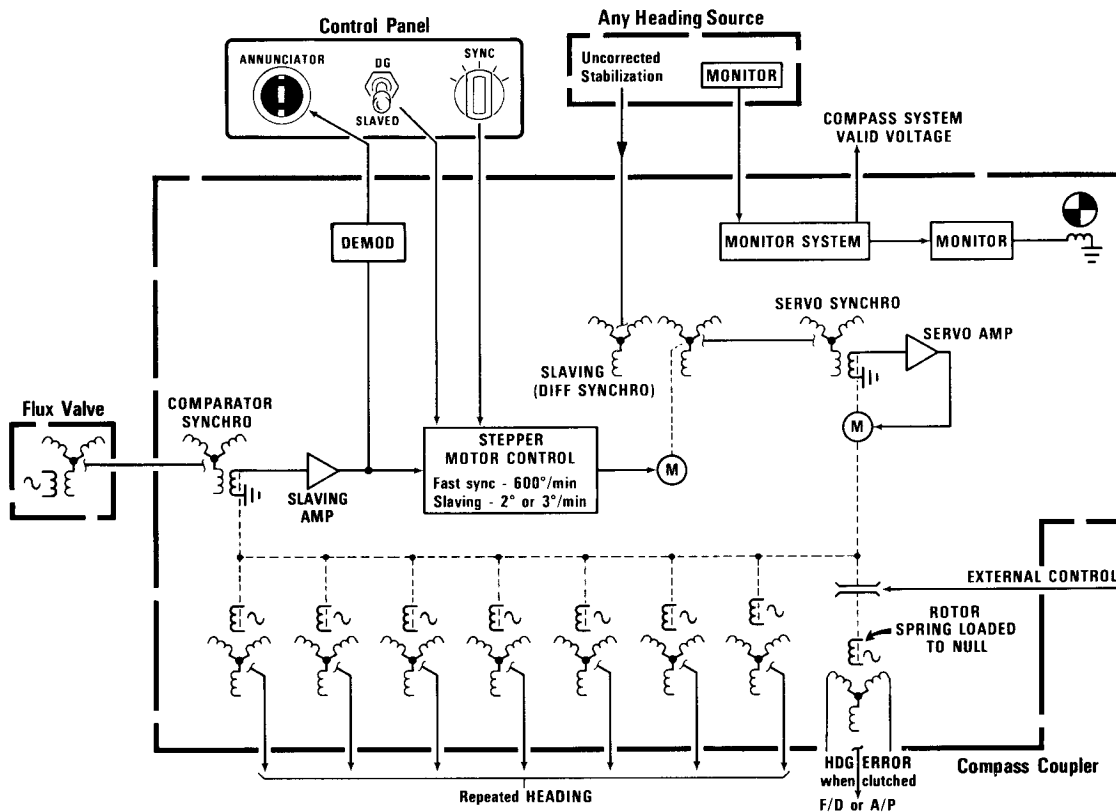 Any Heading Source
Control Panel
ANNUNCIATOR
DG
SLAVED
SYNC
Uncorrected
Stabilization
MONITOR
COMPASS SYSTEM
VALID VOLTAGE
DEMOD
MONITOR SYSTEM
MONITOR
SERVO SYNCHRO
SERVO AMP
SLAVING
(DIFF SYNCHRO)
Flux Valve
COMPARATOR
SYNCHRO
M
STEPPER
MOTOR CONTROL
Fast sync - 600°/min
Slaving - 2° or 3°/min
M
SLAVING
AMP
EXTERNAL CONTROL
ROTOR
SPRING LOADED
TO NULL
HDG ERROR
when clutched
F/D or A/P
Compass Coupler
Repeated HEADING